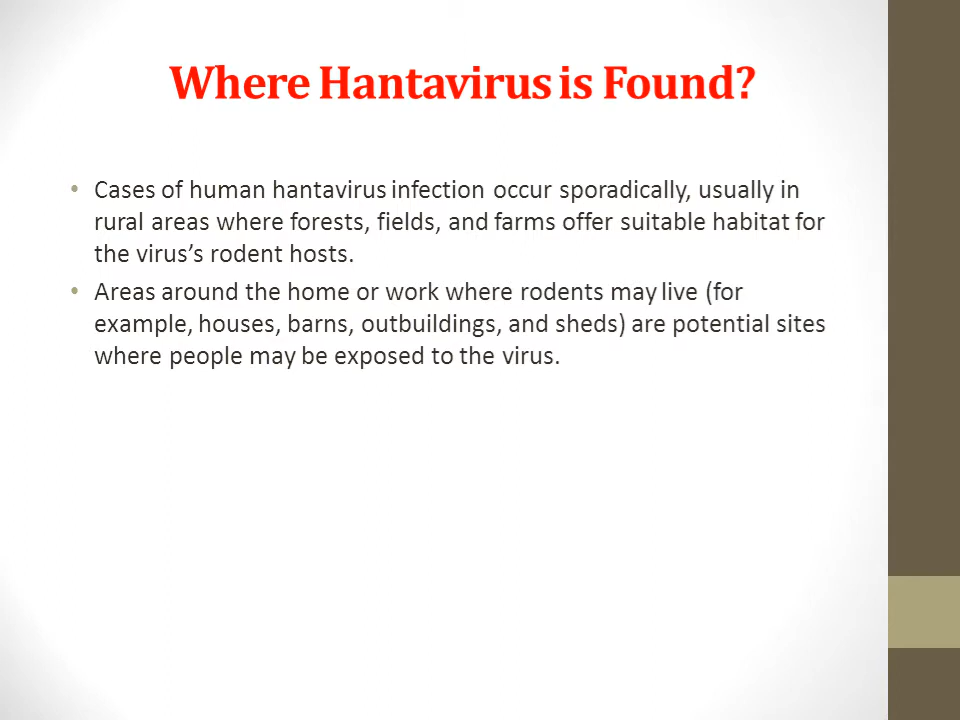 Where Hantavirus is Found?
• Cases of human hantavirus infection occur sporadically, usually in
rural areas where forests, fields, and farms offer suitable habitat for
the virus’s rodent hosts.
• Areas around the home or work where rodents may live (for
example, houses, barns, outbuildings, and sheds) are potential sites
where people may be exposed to the virus.